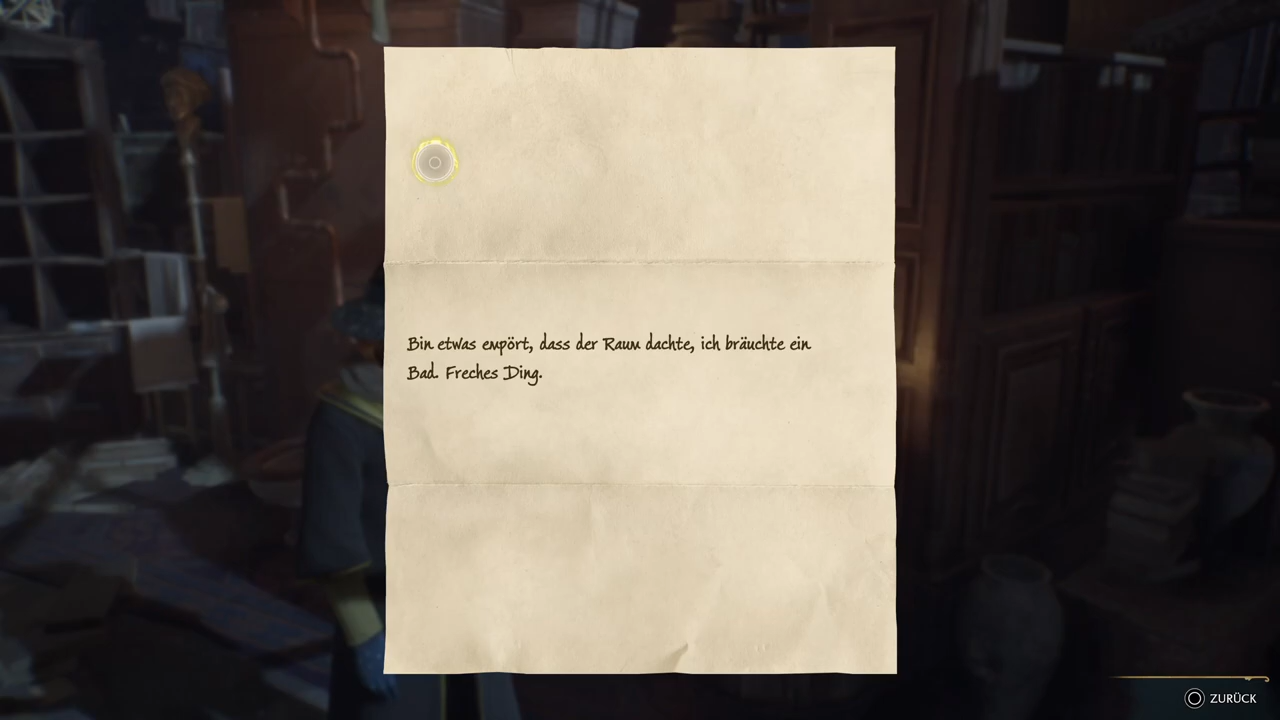 Bin etwas empört, dass der Raum dachte, ich bräuchte ein
Bad. Freches Ding.
ZURÜCK